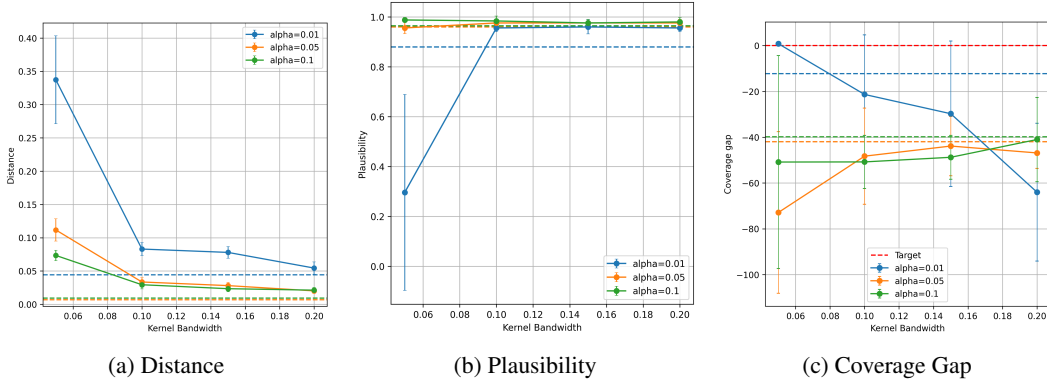 0.40
0.35
0.30
0.25
0.20
0.15
0.10
0.05
0.00
Distance
0.06 0.08 0.10 0.12 0.14 0.16 0.18 0.20
Kernel Bandwidth
alpha=0.01
alpha=0.05
alpha=0.1
(a) Distance
1.0
0.8
0.6
0.4
0.2
0.0
Plausibility
0.06 0.08 0.10 0.12 0.14 0.16 0.18 0.20
Kernel Bandwidth
alpha=0.01
alpha=0.05
alpha=0.1
(b) Plausibility
0
−20
−40
−60
−80
−100
Coverage gap
0.06 0.08 0.10 0.12 0.14 0.16 0.18 0.20
Kernel Bandwidth
Target
alpha=0.01
alpha=0.05
alpha=0.1
(c) Coverage Gap